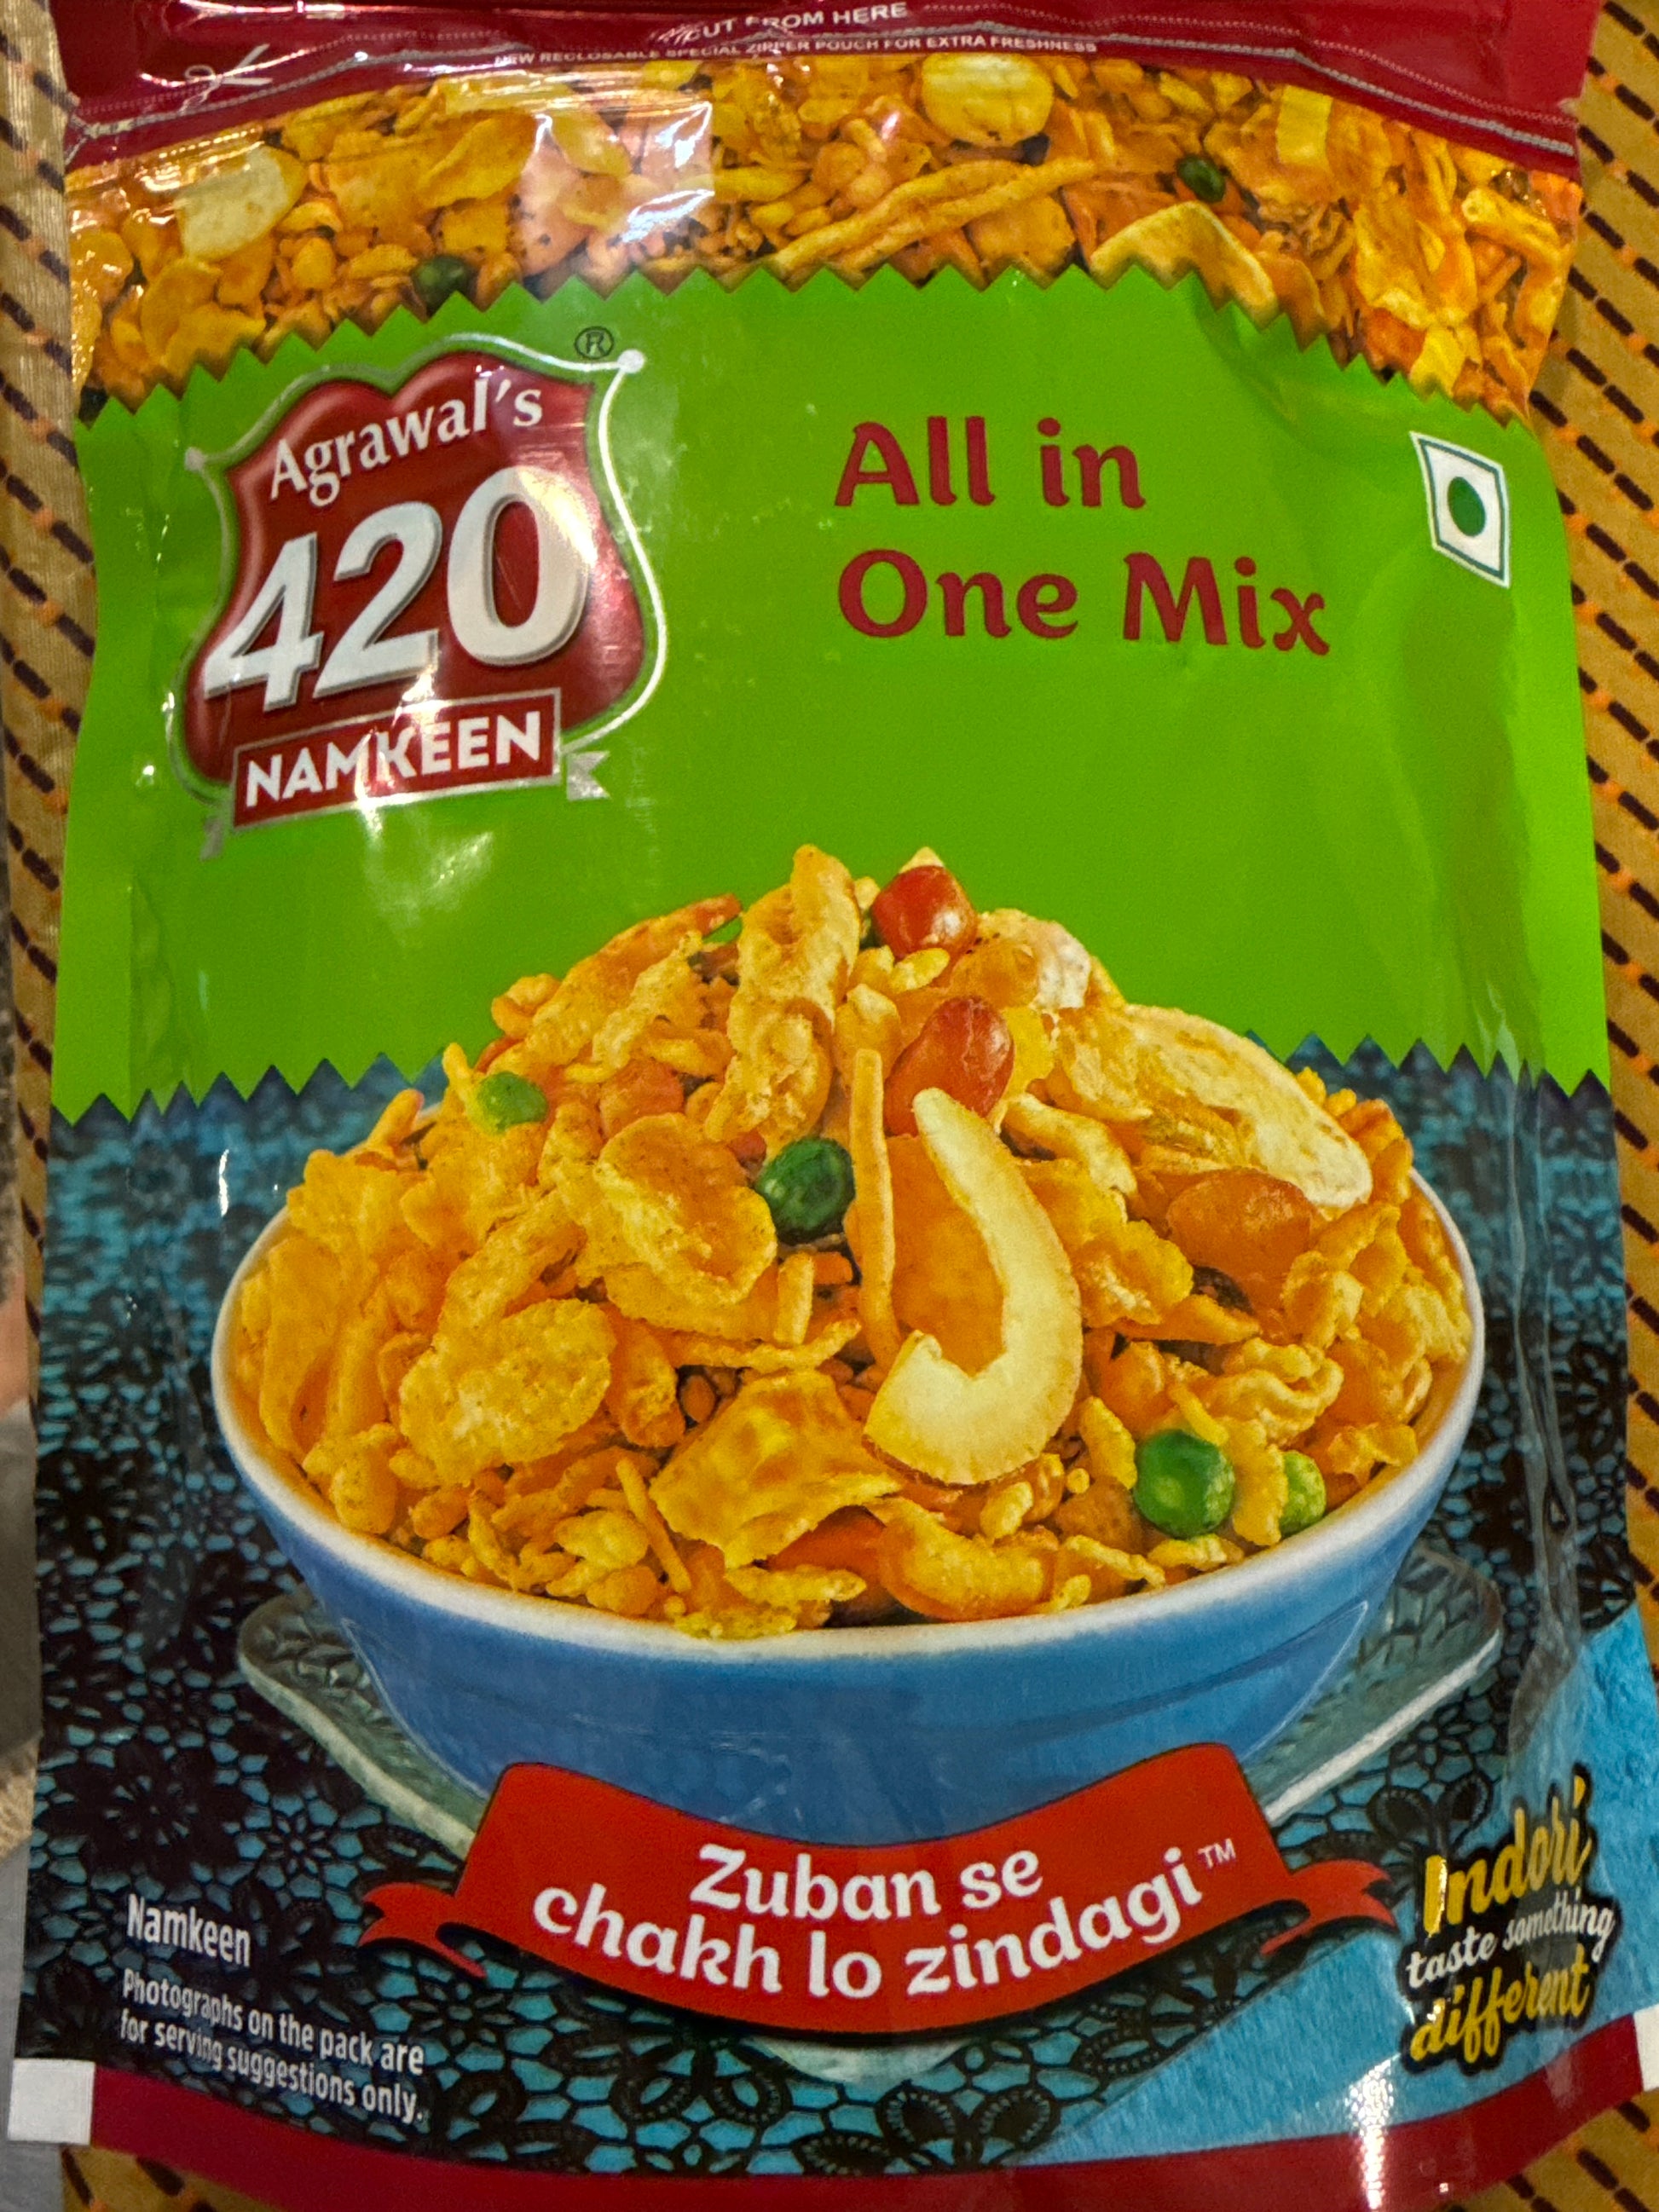 CUT FROM HERE
NEW RECLOSABLE SPECIAL ZIPPER POUCH FOR EXTRA FRESHNESS
®
Agrawal's
420
NAMKEEN
All in
One Mix
Zuban se
chakh lo zindagi™
Indori
taste something
different
Namkeen
Photographs on the pack are
for serving suggestions only.